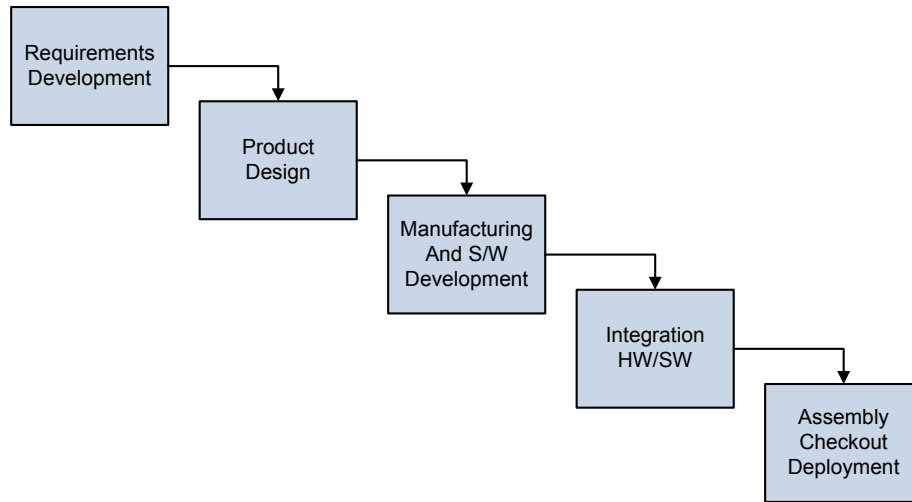 Requirements
Development
Product
Design
Manufacturing
And S/W
Development
Integration
HW/SW
Assembly
Checkout
Deployment